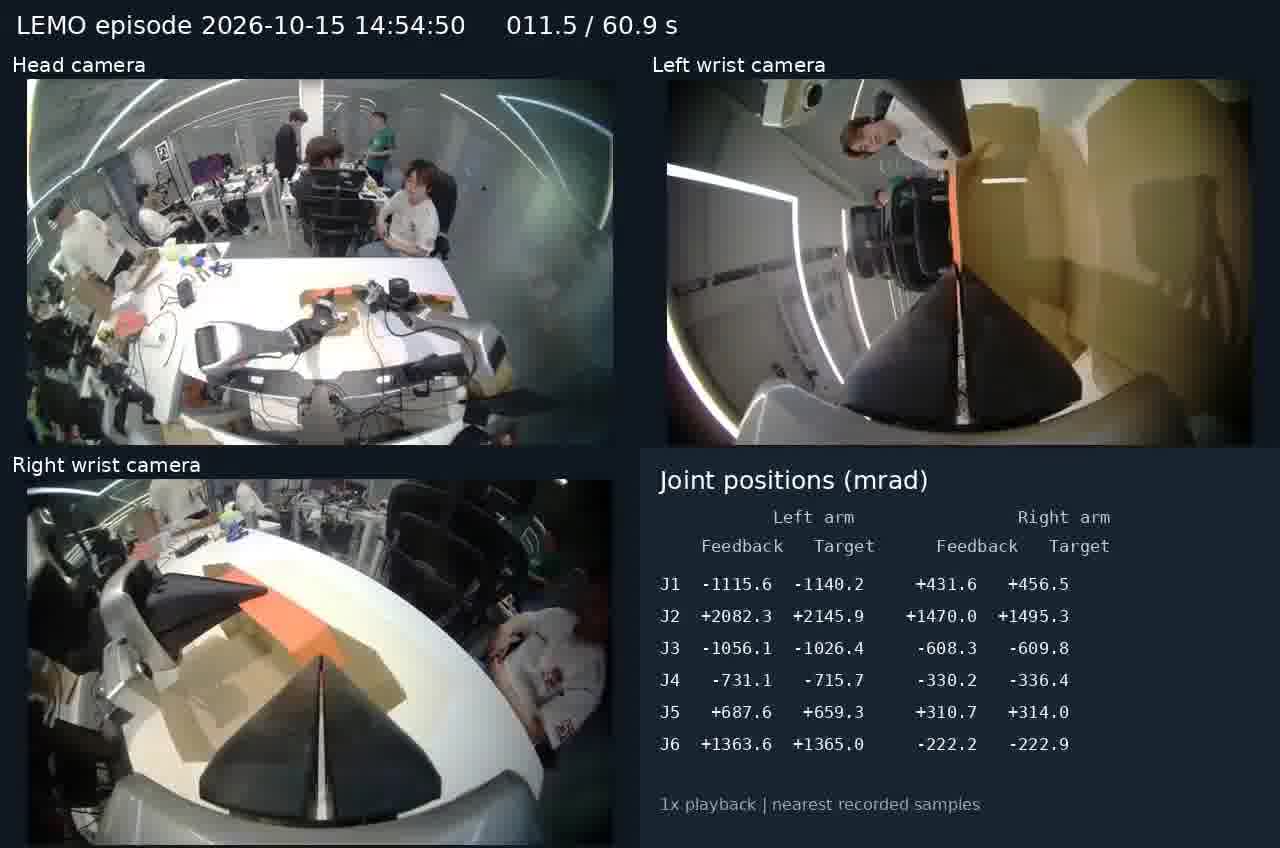 LEMO episode 2026-10-15 14:54:50 011.5 / 60.9 s
Head camera
Left wrist camera
Right wrist camera
Joint positions (mrad)
Left arm Right arm
Feedback Target Feedback Target
J1 -1115.6 -1140.2 +431.6 +456.5
J2 +2082.3 +2145.9 +1470.0 +1495.3
J3 -1056.1 -1026.4 -608.3 -609.8
J4 -731.1 -715.7 -330.2 -336.4
J5 +687.6 +659.3 +310.7 +314.0
J6 +1363.6 +1365.0 -222.2 -222.9
1x playback | nearest recorded samples